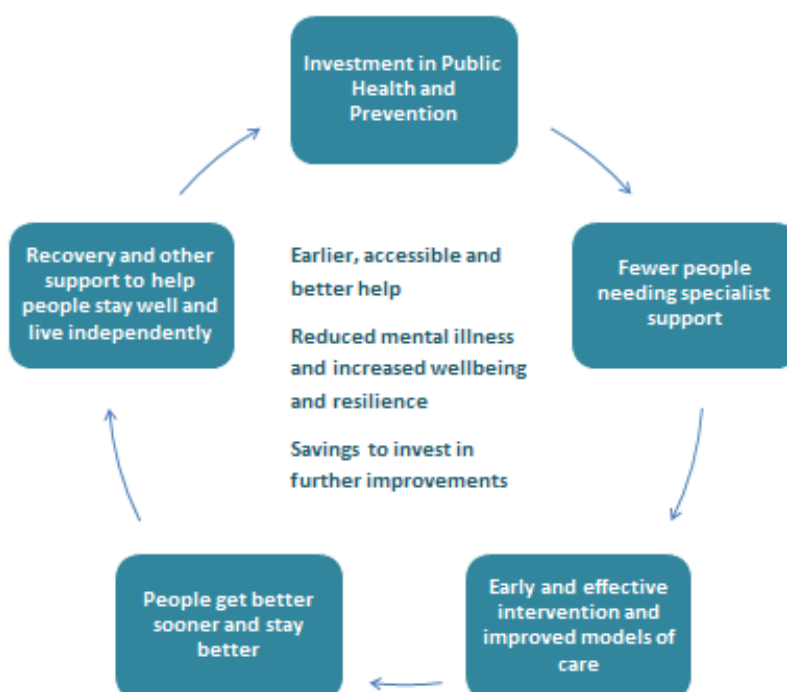 Investment in Public
Health and
Prevention
Fewer people
needing specialist
support
Early and effective
intervention and
improved models of
care
People get better
sooner and stay
better
Recovery and other
support to help
people stay well and
live independently
Earlier, accessible and
better help
Reduced mental illness
and increased wellbeing
and resilience
Savings to invest in
further improvements